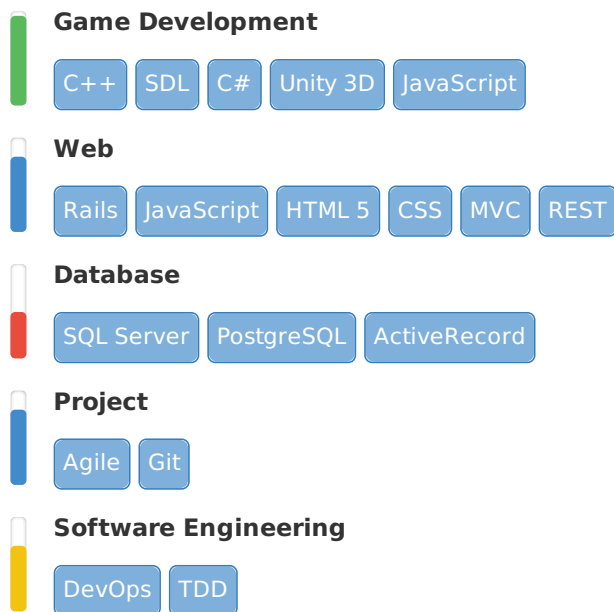 Game Development
C++ SDL C# Unity 3D JavaScript
Web
Rails JavaScript HTML 5 CSS MVC REST
Database
SQL Server PostgreSQL ActiveRecord
Project
Agile Git
Software Engineering
DevOps TDD